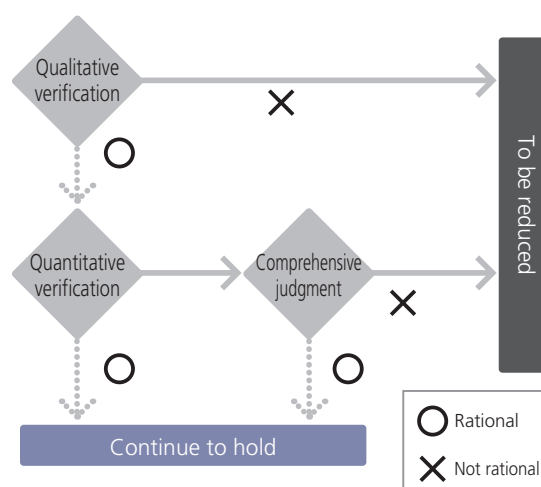 Qualitative
verification
To be reduced
Quantitative
verification
Comprehensive
judgment
Continue to hold
Rational
Not rational